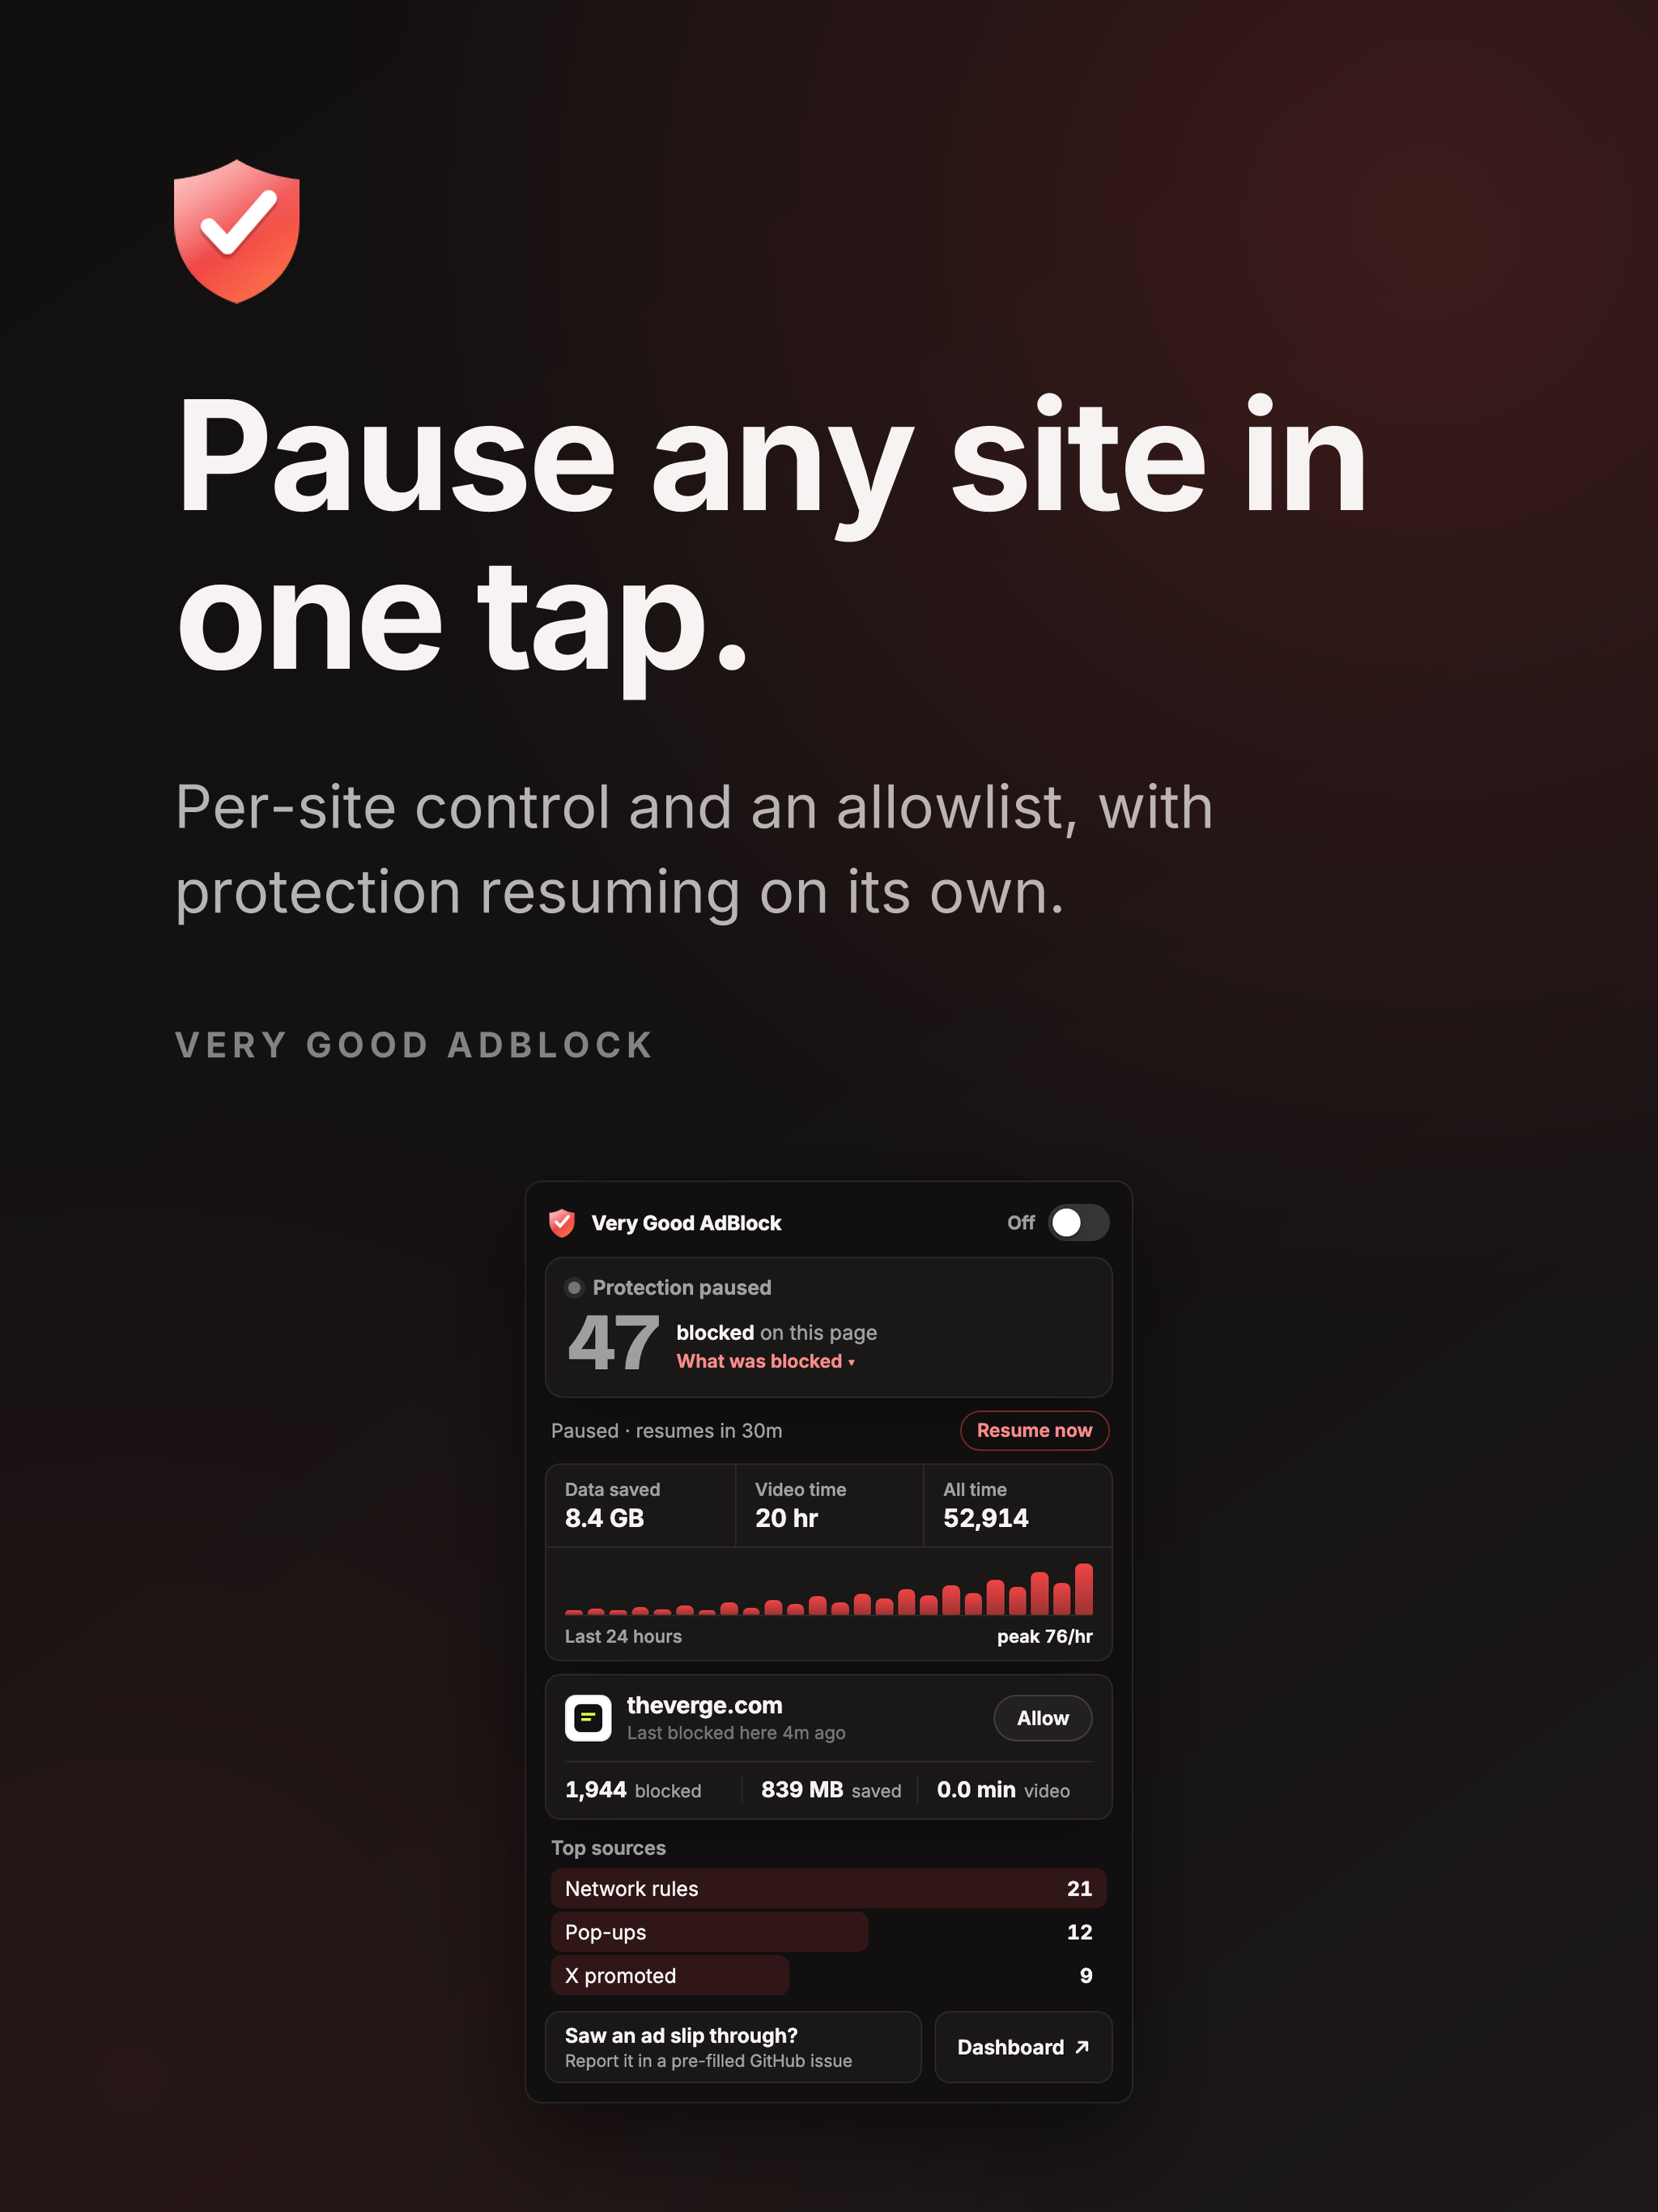 Pause any site in
one tap.
Per-site control and an allowlist, with
protection resuming on its own.
VERY GOOD ADBLOCK
Very Good AdBlock
Off
Protection paused
47
blocked on this page
What was blocked ▾
Paused · resumes in 30m
Resume now
Data saved
8.4 GB
Video time
20 hr
All time
52,914
Last 24 hours
peak 76/hr
theverge.com
Last blocked here 4m ago
Allow
1,944 blocked
839 MB saved
0.0 min video
Top sources
Network rules 21
Pop-ups 12
X promoted 9
Saw an ad slip through?
Report it in a pre-filled GitHub issue
Dashboard ↗